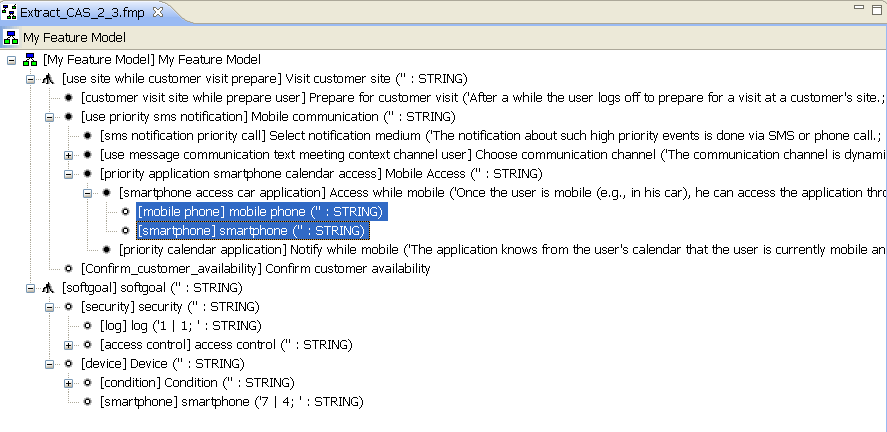 Extract_CAS_2_3.fmp
My Feature Model
[My Feature Model] My Feature Model
[use site while customer visit prepare] Visit customer site ('' : STRING)
[customer visit site while prepare user] Prepare for customer visit ('After a while the user logs off to prepare for a visit at a customer's site.;
[use priority sms notification] Mobile communication ('' : STRING)
[sms notification priority call] Select notification medium ('The notification about such high priority events is done via SMS or phone call.;
[use message communication text meeting context channel user] Choose communication channel ('The communication channel is dynami
[priority application smartphone calendar access] Mobile Access ('' : STRING)
[smartphone access car application] Access while mobile ('Once the user is mobile (e.g., in his car), he can access the application thro
[mobile phone] mobile phone ('' : STRING)
[smartphone] smartphone ('' : STRING)
[priority calendar application] Notify while mobile ('The application knows from the user's calendar that the user is currently mobile an
[Confirm_customer_availability] Confirm customer availability
[softgoal] softgoal ('' : STRING)
[security] security ('' : STRING)
[log] log ('1 | 1; ' : STRING)
[access control] access control ('' : STRING)
[device] Device ('' : STRING)
[condition] Condition ('' : STRING)
[smartphone] smartphone ('7 | 4; ' : STRING)